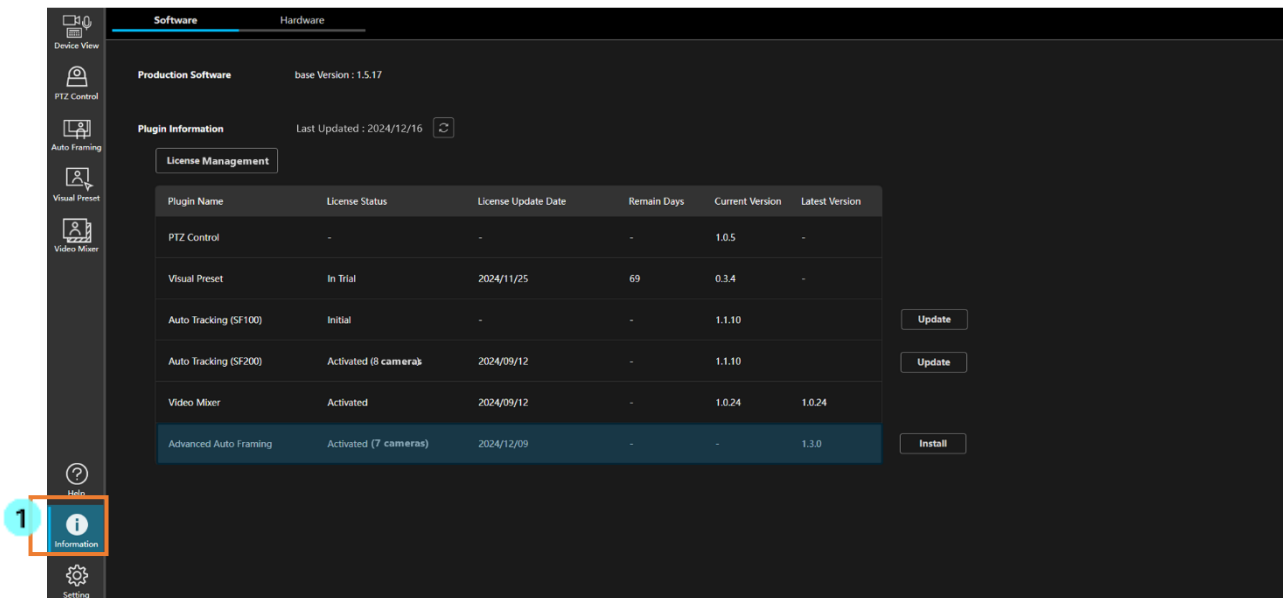 Software Hardware
Device View
Production Software base Version : 1.5.17
PTZ Control
Plugin Information Last Updated : 2024/12/16
Auto Framing
License Management
Visual Preset
Plugin Name License Status License Update Date Remain Days Current Version Latest Version
PTZ Control - - - 1.0.5 -
Video Mixer
Visual Preset In Trial 2024/11/25 69 0.3.4 -
Auto Tracking (SF100) Initial - - 1.1.10 Update
Auto Tracking (SF200) Activated (8 cameras) 2024/09/12 - 1.1.10 Update
Video Mixer Activated 2024/09/12 - 1.0.24 1.0.24
Advanced Auto Framing Activated (7 cameras) 2024/12/09 - - 1.3.0 Install
Help
1
Information
Setting